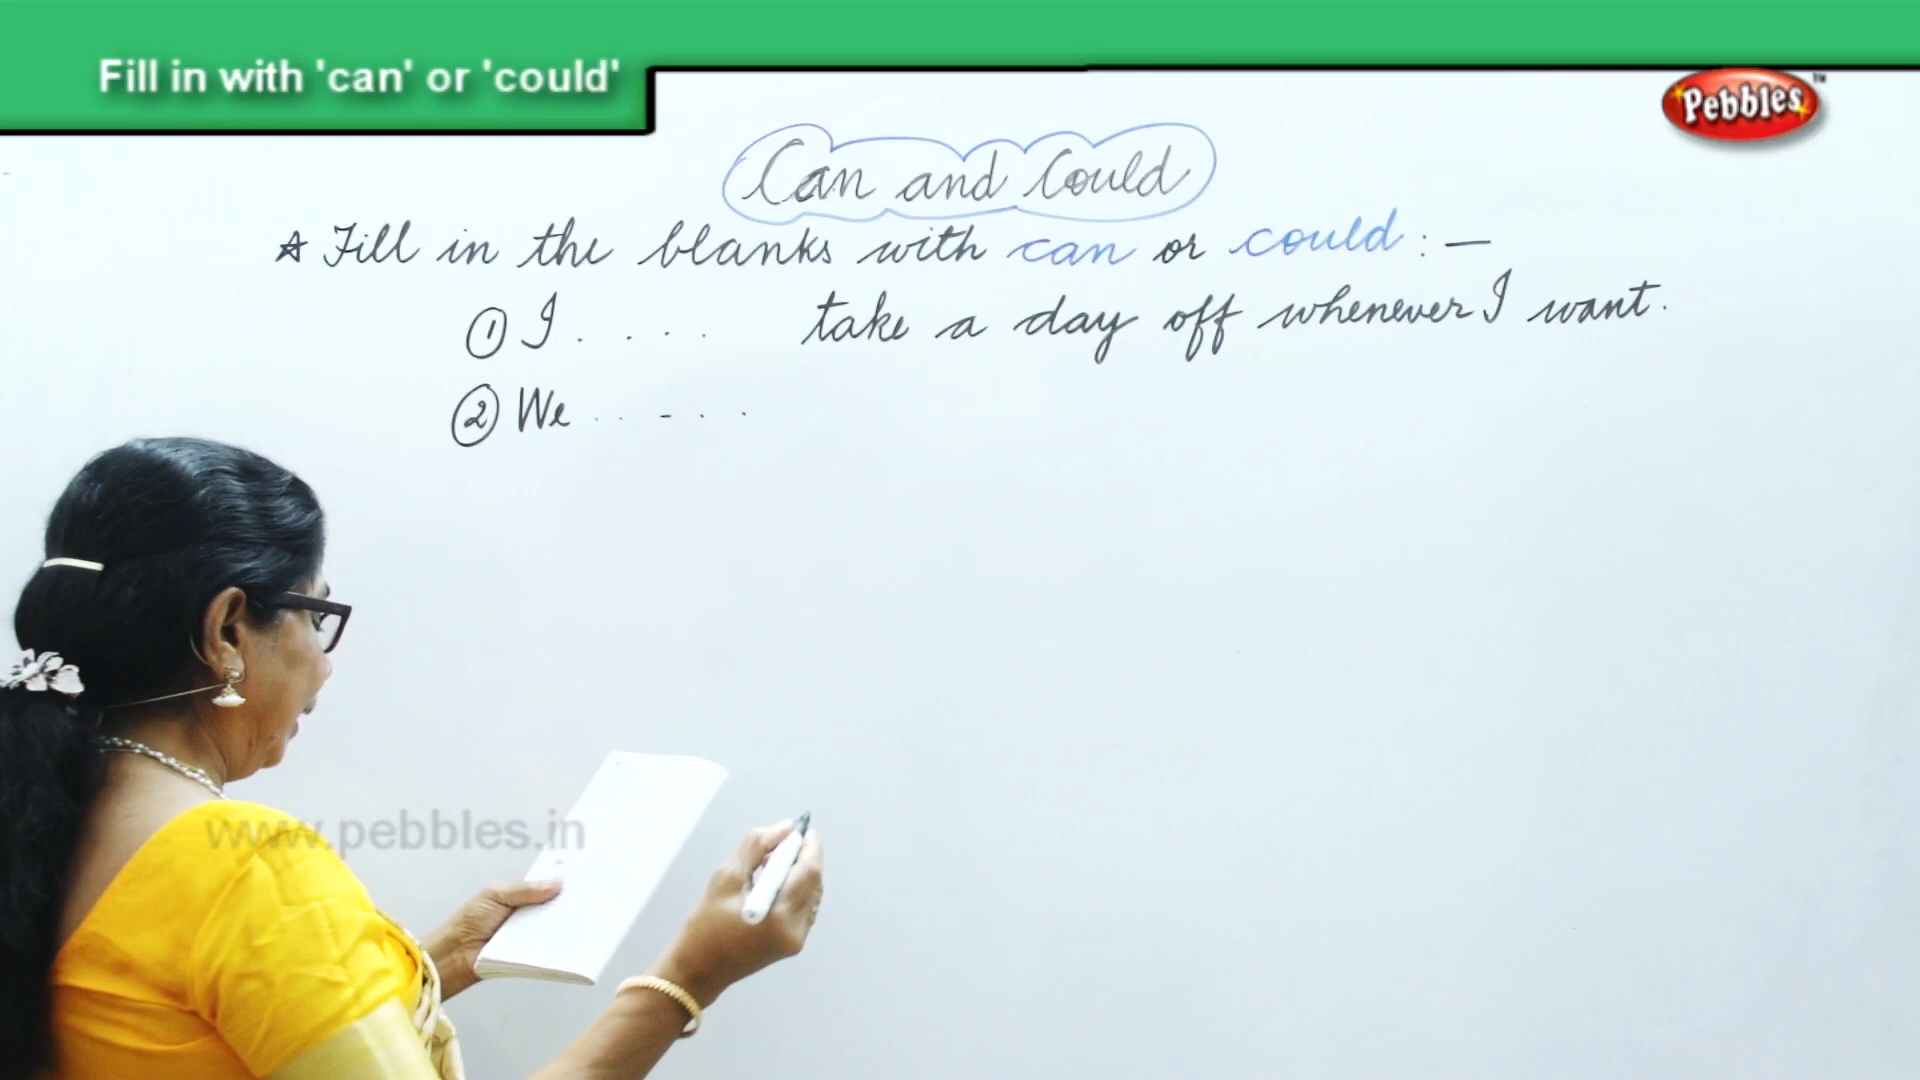 Fill in with 'can' or 'could'
Pebbles™
Can and Could
☆ Fill in the blanks with can or could : —
① I . . . . take a day off whenever I want.
② We . . - . .
www.pebbles.in